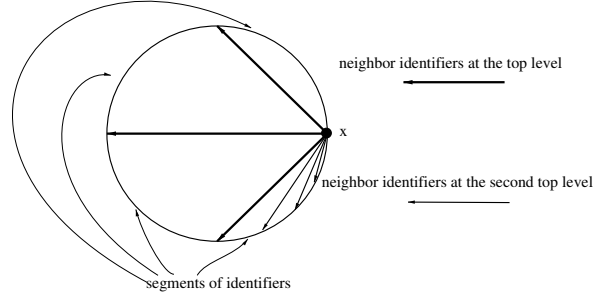 neighbor identifiers at the top level
x
neighbor identifiers at the second top level
segments of identifiers